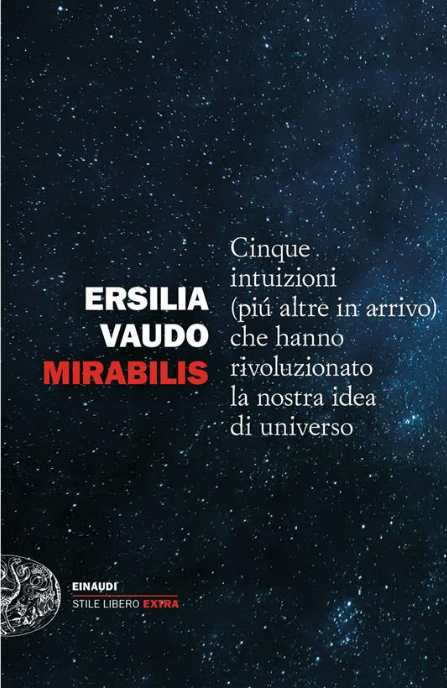 ERSILIA
VAUDO
MIRABILIS
Cinque
intuizioni
(piú altre in arrivo)
che hanno
rivoluzionato
la nostra idea
di universo
EINAUDI
STILE LIBERO EXTRA